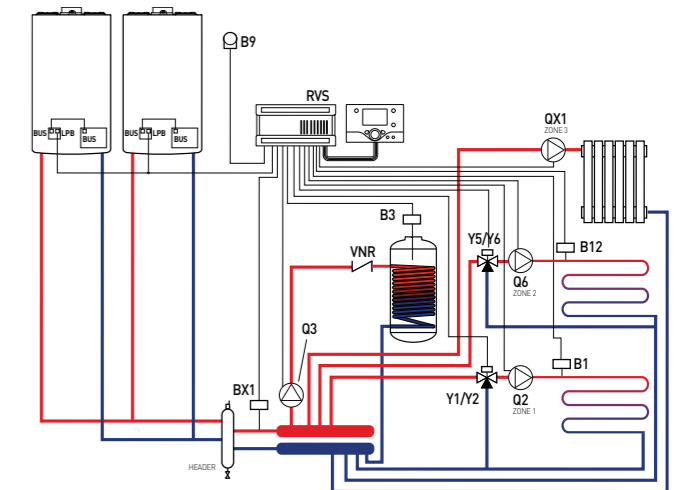 B9
RVS
QX1
ZONE 3
BUS
LPB
BUS
BUS
LPB
BUS
B3
VNR
Y5/Y6
B12
Q6
ZONE 2
Q3
B1
BX1
Y1/Y2
Q2
ZONE 1
HEADER